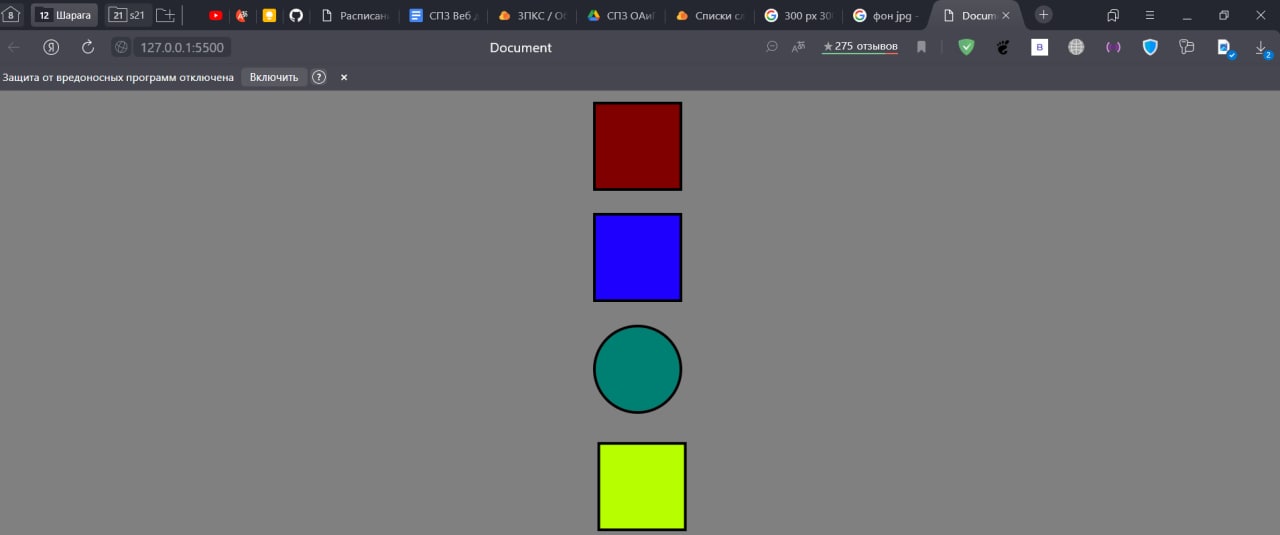 8 12 Шарага 21 s21 Расписан СПЗ Веб д ЗПКС / О СПЗ ОАи Списки сл 300 px 30 фон jpg - Docum
Я 127.0.0.1:5500 Document 275 отзывов B 2
Защита от вредоносных программ отключена Включить ? ×